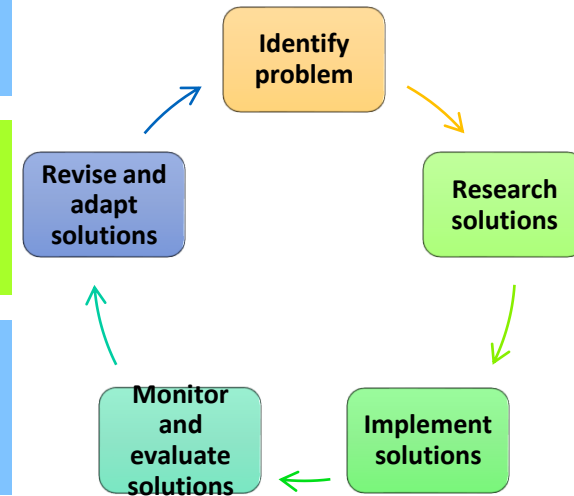 Identify
problem
Research
solutions
Implement
solutions
Monitor
and
evaluate
solutions
Revise and
adapt
solutions